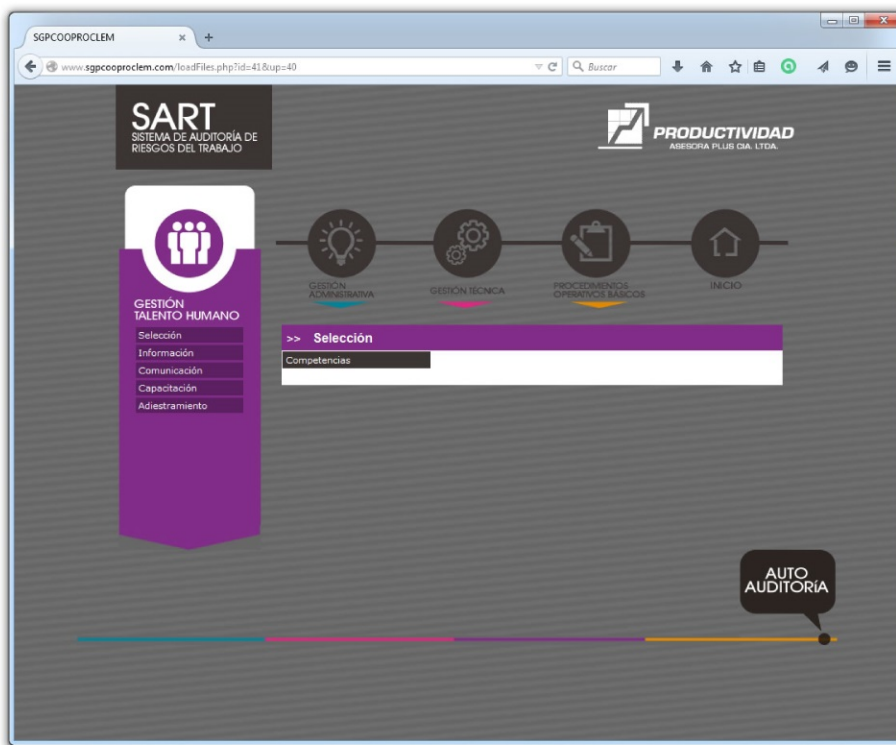 SGPCOOPROCLEM
www.sgpcooproclem.com/loadFiles.php?id=41&up=40
Buscar
SART
SISTEMA DE AUDITORÍA DE
RIESGOS DEL TRABAJO
PRODUCTIVIDAD
ASESORA PLUS CIA. LTDA.
GESTIÓN
ADMINISTRATIVA
GESTIÓN TÉCNICA
PROCEDIMIENTOS
OPERATIVOS BÁSICOS
INICIO
GESTIÓN
TALENTO HUMANO
Selección
Información
Comunicación
Capacitación
Adiestramiento
>> Selección
Competencias
AUTO
AUDITORíA